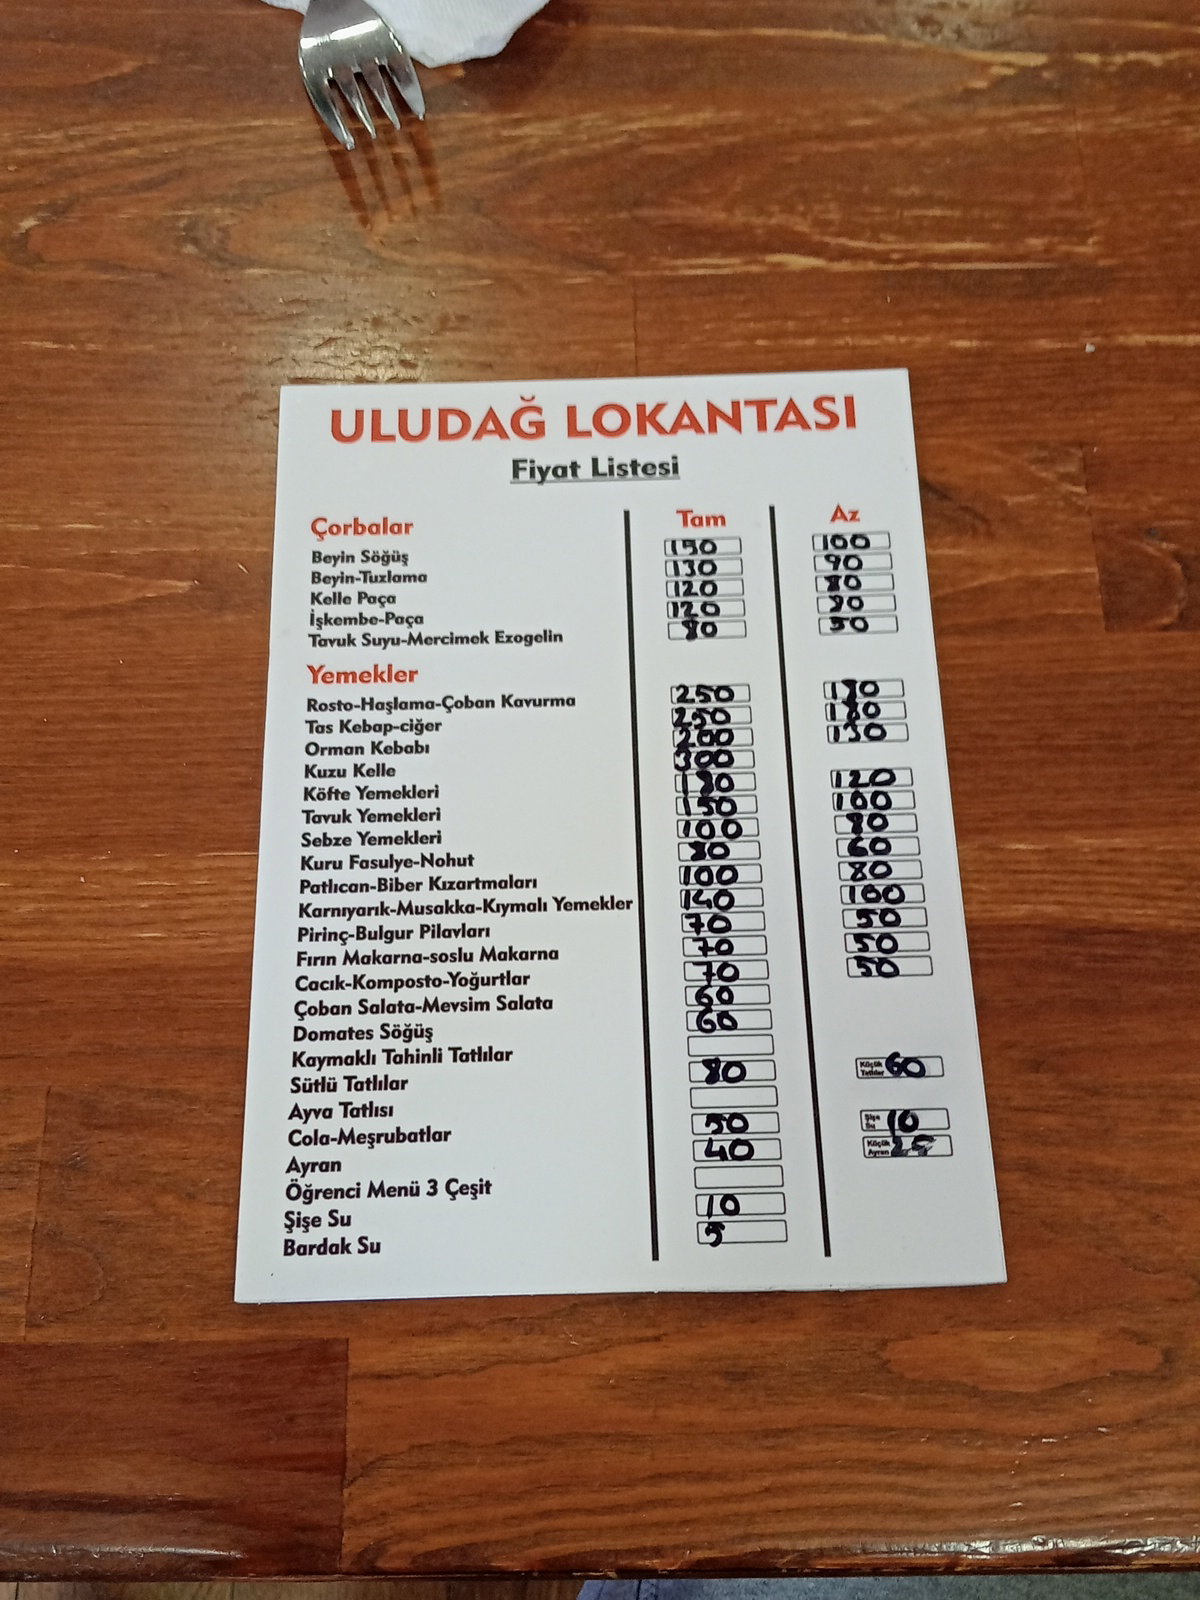 ULUDAĞ LOKANTASI
Fiyat Listesi
Çorbalar Tam Az
Beyin Söğüş 150 100
Beyin-Tuzlama 130 90
Kelle Paça 120 80
İşkembe-Paça 120 80
Tavuk Suyu-Mercimek Ezogelin 80 50
Yemekler
Rosto-Haşlama-Çoban Kavurma 250
Tas Kebap-ciğer 250
Orman Kebabı 200 130
Kuzu Kelle 300
Köfte Yemekleri 180 120
Tavuk Yemekleri 150 100
Sebze Yemekleri 100 80
Kuru Fasulye-Nohut 80 60
Patlıcan-Biber Kızartmaları 100 80
Karnıyarık-Musakka-Kıymalı Yemekler 140 100
Pirinç-Bulgur Pilavları 70 50
Fırın Makarna-soslu Makarna 70 50
Cacık-Komposto-Yoğurtlar 70 50
Çoban Salata-Mevsim Salata 60
Domates Söğüş 60
Kaymaklı Tahinli Tatlılar
Sütlü Tatlılar 80 Küçük Tatlılar 60
Ayva Tatlısı
Cola-Meşrubatlar 50 Şişe Su 10
Ayran 40 Küçük Ayran
Öğrenci Menü 3 Çeşit
Şişe Su 10
Bardak Su 5